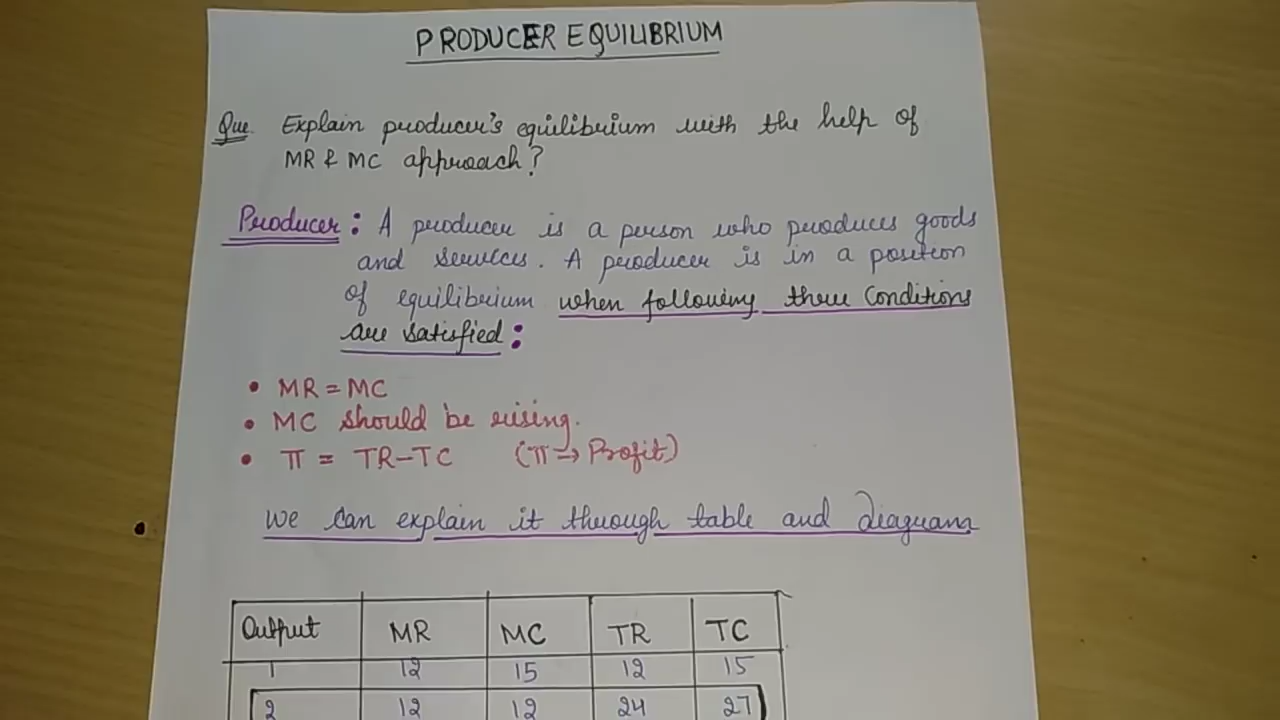 PRODUCER EQUILIBRIUM
Que. Explain producer's equilibrium with the help of
MR & MC approach?
Producer: A producer is a person who produces goods
and services. A producer is in a position
of equilibrium when following three conditions
are satisfied:
• MR = MC
• MC should be rising.
• π = TR-TC (π → Profit)
we can explain it through table and diagram
Output MR MC TR TC
1 12 15 12 15
2 12 12 24 27